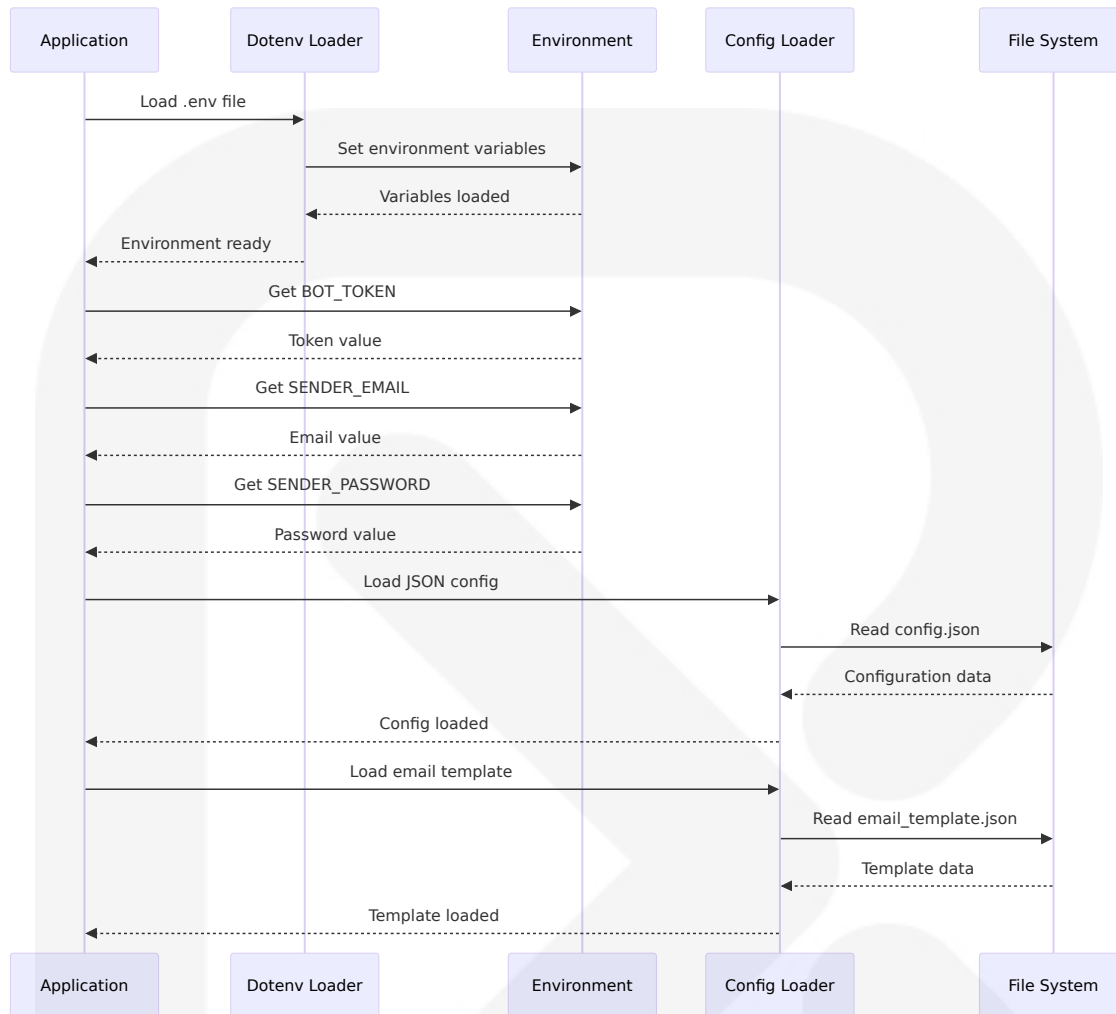 Application
Dotenv Loader
Environment
Config Loader
File System
Load .env file
Set environment variables
Variables loaded
Environment ready
Get BOT_TOKEN
Token value
Get SENDER_EMAIL
Email value
Get SENDER_PASSWORD
Password value
Load JSON config
Read config.json
Configuration data
Config loaded
Load email template
Read email_template.json
Template data
Template loaded
Application
Dotenv Loader
Environment
Config Loader
File System